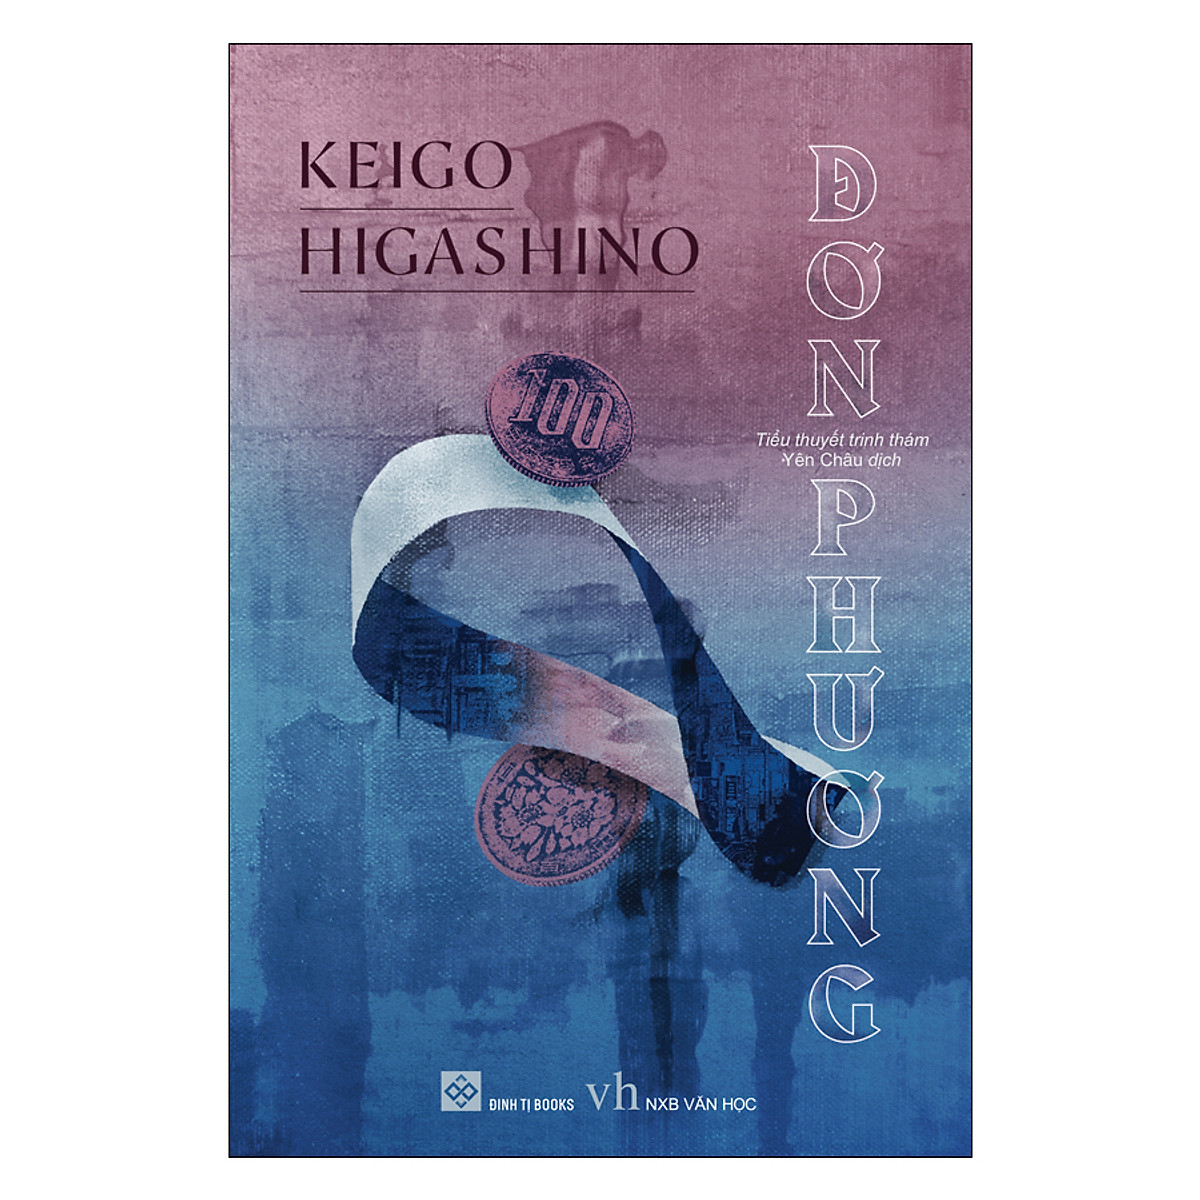 KEIGO
HIGASHINO
ĐƠN
Tiểu thuyết trinh thám
Yên Châu dịch
PHƯƠNG
100
ĐINH TỊ BOOKS
vh NXB VĂN HỌC